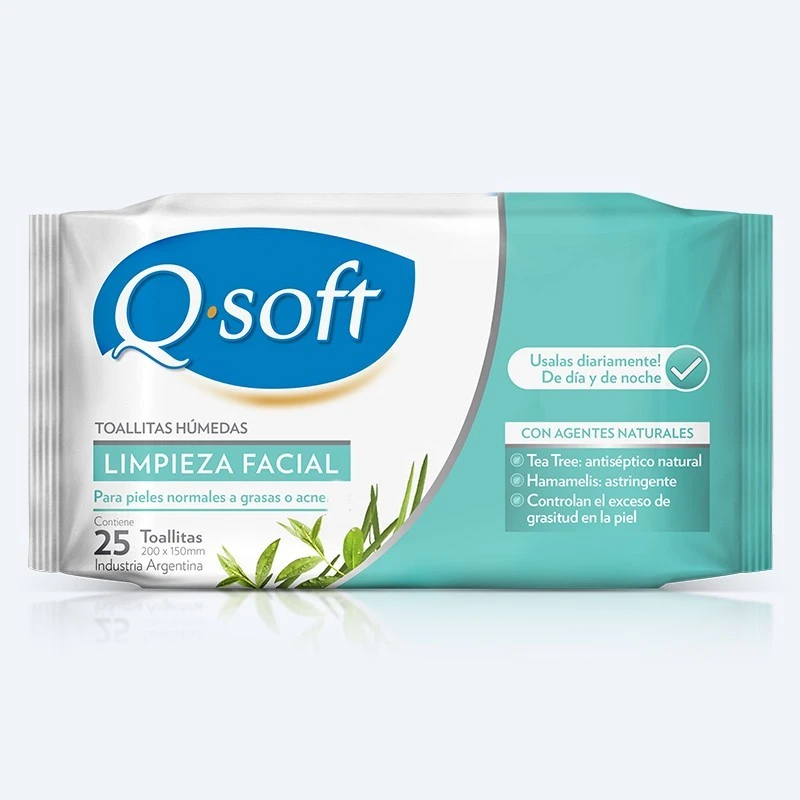 Q·soft
TOALLITAS HÚMEDAS
LIMPIEZA FACIAL
Para pieles normales a grasas o acne.
Contiene
25 Toallitas
200 x 150mm
Industria Argentina
Usalas diariamente!
De día y de noche
CON AGENTES NATURALES
Tea Tree: antiséptico natural
Hamamelis: astringente
Controlan el exceso de
grasitud en la piel